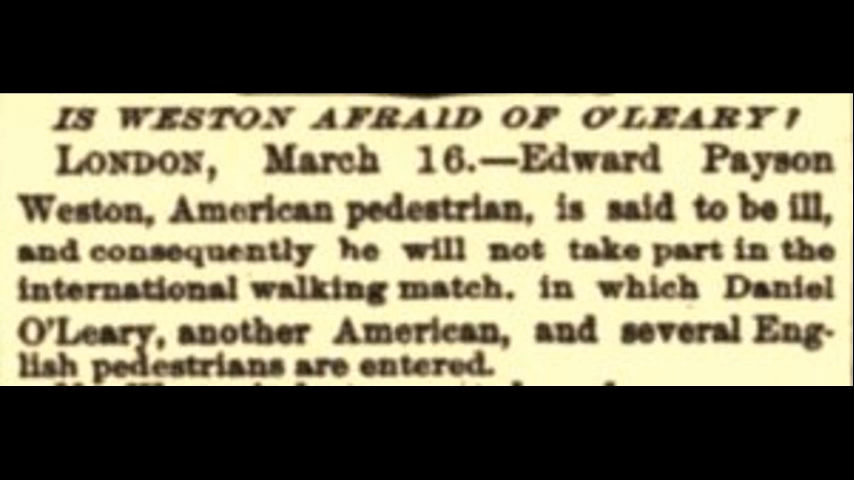 IS WESTON AFRAID OF O'LEARY?
LONDON, March 16.—Edward Payson
Weston, American pedestrian, is said to be ill,
and consequently he will not take part in the
international walking match. in which Daniel
O'Leary, another American, and several Eng-
lish pedestrians are entered.